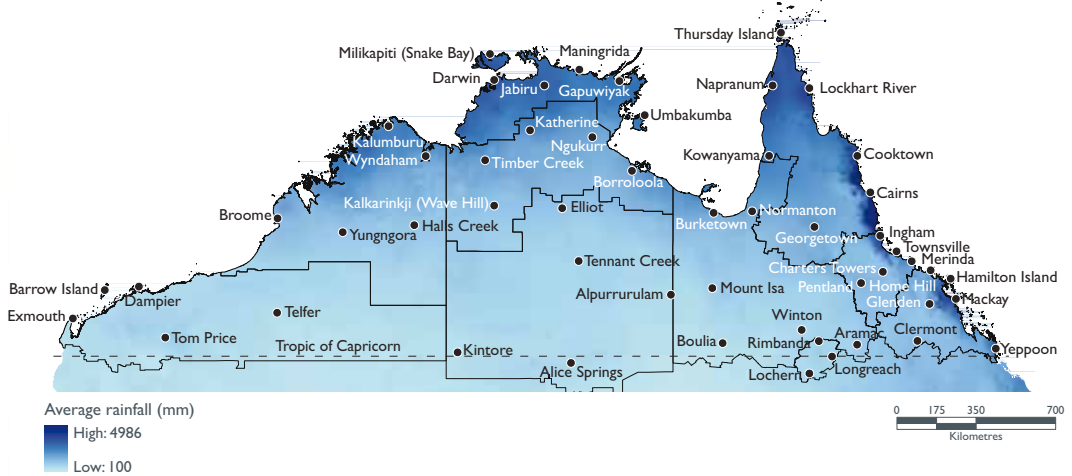 Thursday Island
Milikapiti (Snake Bay)
Maningrida
Darwin
Jabiru
Gapuwiyak
Napranum
Lockhart River
Umbakumba
Katherine
Kalumburu
Ngukurr
Wyndaham
Timber Creek
Kowanyama
Cooktown
Borroloola
Cairns
Kalkarinkji (Wave Hill)
Elliot
Broome
Halls Creek
Yungngora
Burketown
Normanton
Georgetown
Ingham
Townsville
Merinda
Tennant Creek
Charters Towers
Hamilton Island
Barrow Island
Dampier
Alpurrurulam
Mount Isa
Pentland
Home Hill
Glenden
Mackay
Exmouth
Telfer
Winton
Tom Price
Tropic of Capricorn
Kintore
Boulia
Rimbanda
Aramac
Clermont
Yeppoon
Alice Springs
Lochern
Longreach
Average rainfall (mm)
High: 4986
Low: 100
0 175 350 700
Kilometres